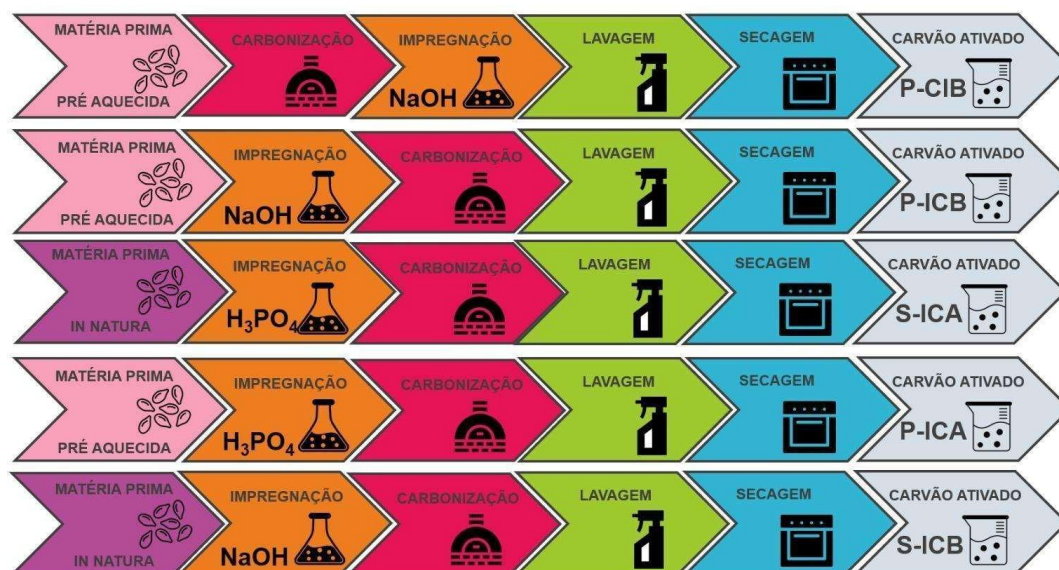 MATÉRIA PRIMA
PRÉ AQUECIDA
CARBONIZAÇÃO
IMPREGNAÇÃO
NaOH
LAVAGEM
SECAGEM
CARVÃO ATIVADO
P-CIB
MATÉRIA PRIMA
PRÉ AQUECIDA
IMPREGNAÇÃO
NaOH
CARBONIZAÇÃO
LAVAGEM
SECAGEM
CARVÃO ATIVADO
P-ICB
MATÉRIA PRIMA
IN NATURA
IMPREGNAÇÃO
H₃PO₄
CARBONIZAÇÃO
LAVAGEM
SECAGEM
CARVÃO ATIVADO
S-ICA
MATÉRIA PRIMA
PRÉ AQUECIDA
IMPREGNAÇÃO
H₃PO₄
CARBONIZAÇÃO
LAVAGEM
SECAGEM
CARVÃO ATIVADO
P-ICA
MATÉRIA PRIMA
IN NATURA
IMPREGNAÇÃO
NaOH
CARBONIZAÇÃO
LAVAGEM
SECAGEM
CARVÃO ATIVADO
S-ICB